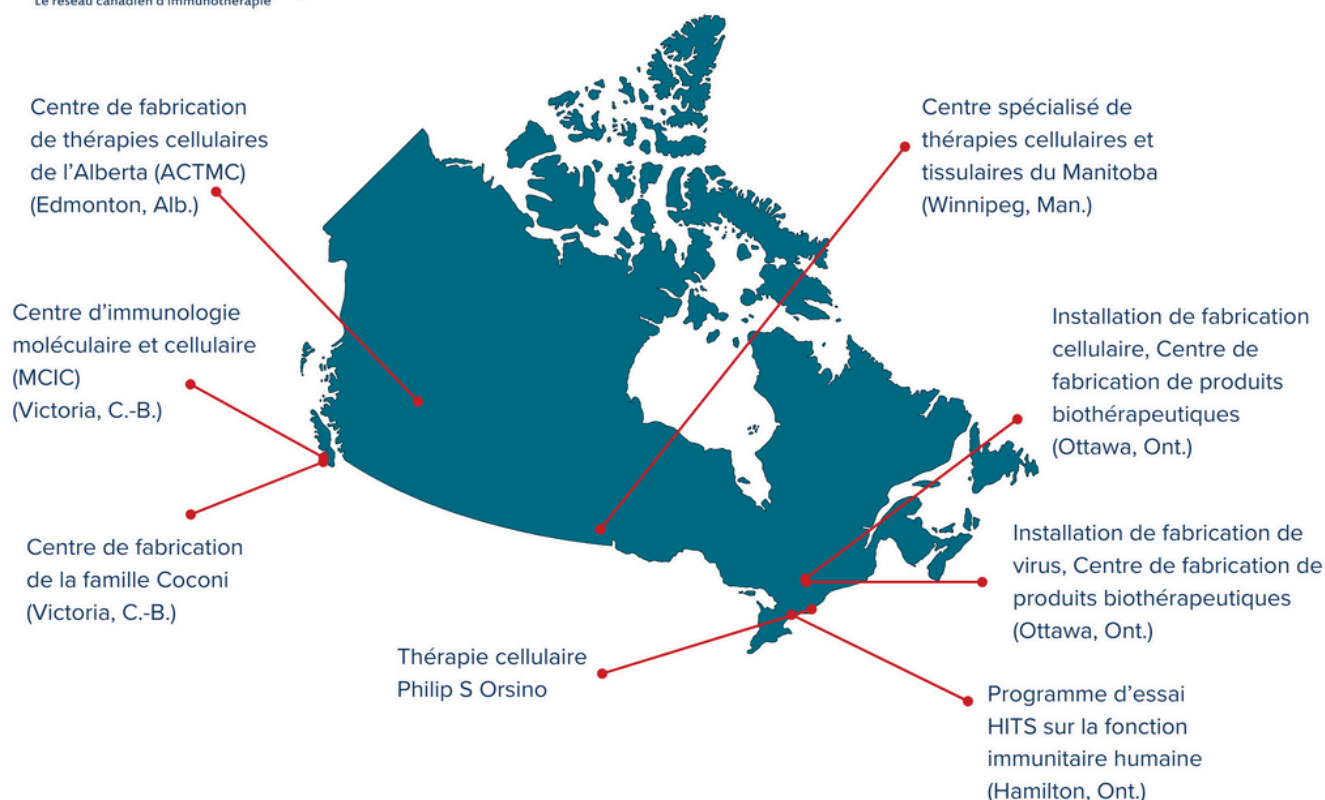 Le réseau canadien d'immunothérapie
Centre de fabrication
de thérapies cellulaires
de l'Alberta (ACTMC)
(Edmonton, Alb.)
Centre spécialisé de
thérapies cellulaires et
tissulaires du Manitoba
(Winnipeg, Man.)
Centre d'immunologie
moléculaire et cellulaire
(MCIC)
(Victoria, C.-B.)
Installation de fabrication
cellulaire, Centre de
fabrication de produits
biothérapeutiques
(Ottawa, Ont.)
Centre de fabrication
de la famille Coconi
(Victoria, C.-B.)
Installation de fabrication de
virus, Centre de fabrication de
produits biothérapeutiques
(Ottawa, Ont.)
Thérapie cellulaire
Philip S Orsino
Programme d'essai
HITS sur la fonction
immunitaire humaine
(Hamilton, Ont.)